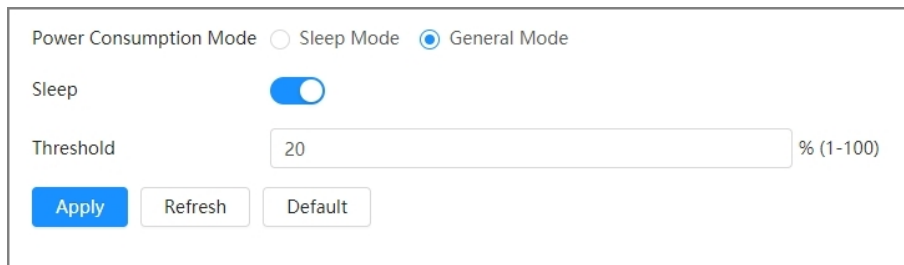 Power Consumption Mode Sleep Mode General Mode
Sleep
Threshold 20 % (1-100)
Apply Refresh Default